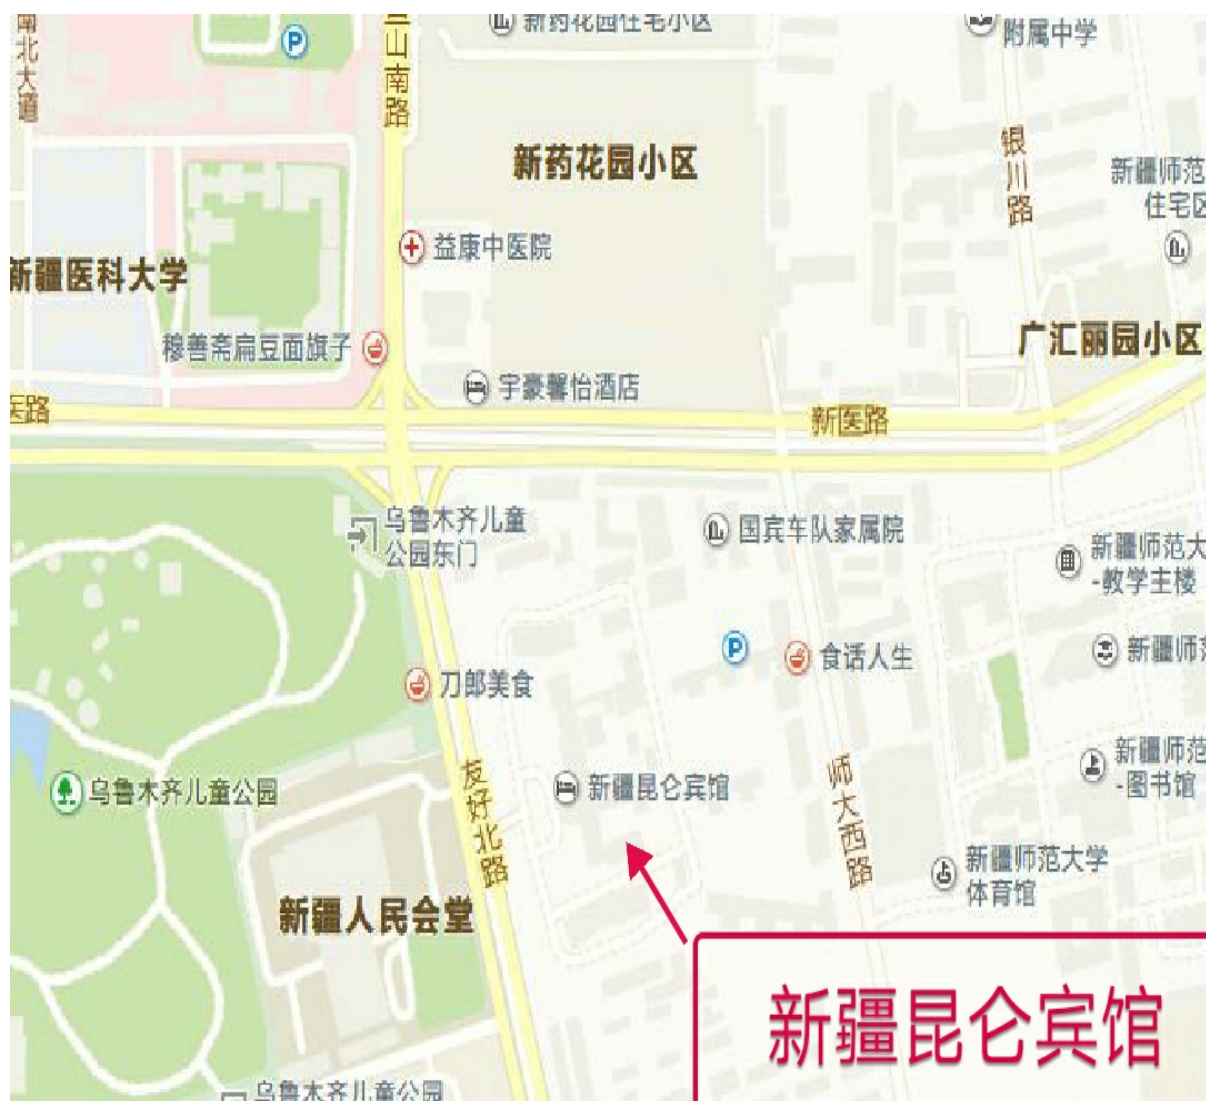 新药花园住宅小区
附属中学
南北大道
山南路
新药花园小区
银川路
新疆师范
住宅区
益康中医院
新疆医科大学
穆善斋扁豆面旗子
广汇丽园小区
宇豪馨怡酒店
医路
新医路
乌鲁木齐儿童
公园东门
国宾车队家属院
新疆师范大
-教学主楼
食话人生
新疆师范
刀郎美食
新疆师范
-图书馆
友好北路
乌鲁木齐儿童公园
新疆昆仑宾馆
师大西路
新疆师范大学
体育馆
新疆人民会堂
新疆昆仑宾馆
乌鲁木齐儿童公园